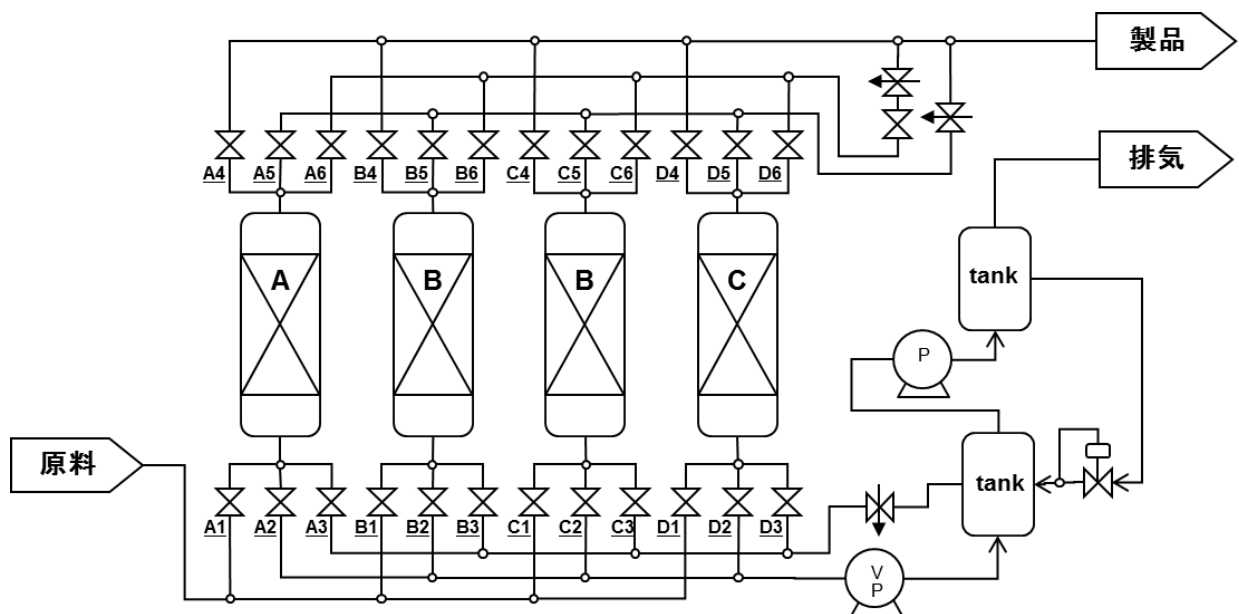 製品
排気
A4 A5 A6 B4 B5 B6 C4 C5 C6 D4 D5 D6
A B B C
tank
P
原料
tank
A1 A2 A3 B1 B2 B3 C1 C2 C3 D1 D2 D3
V
P